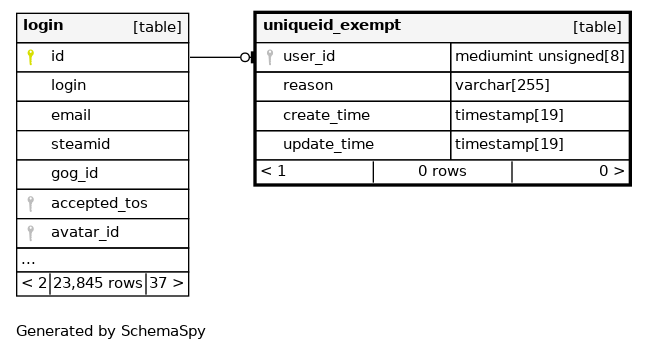 login [table]
id
login
email
steamid
gog_id
accepted_tos
avatar_id
...
< 2 23,845 rows 37 >
uniqueid_exempt [table]
user_id mediumint unsigned[8]
reason varchar[255]
create_time timestamp[19]
update_time timestamp[19]
< 1 0 rows 0 >
Generated by SchemaSpy